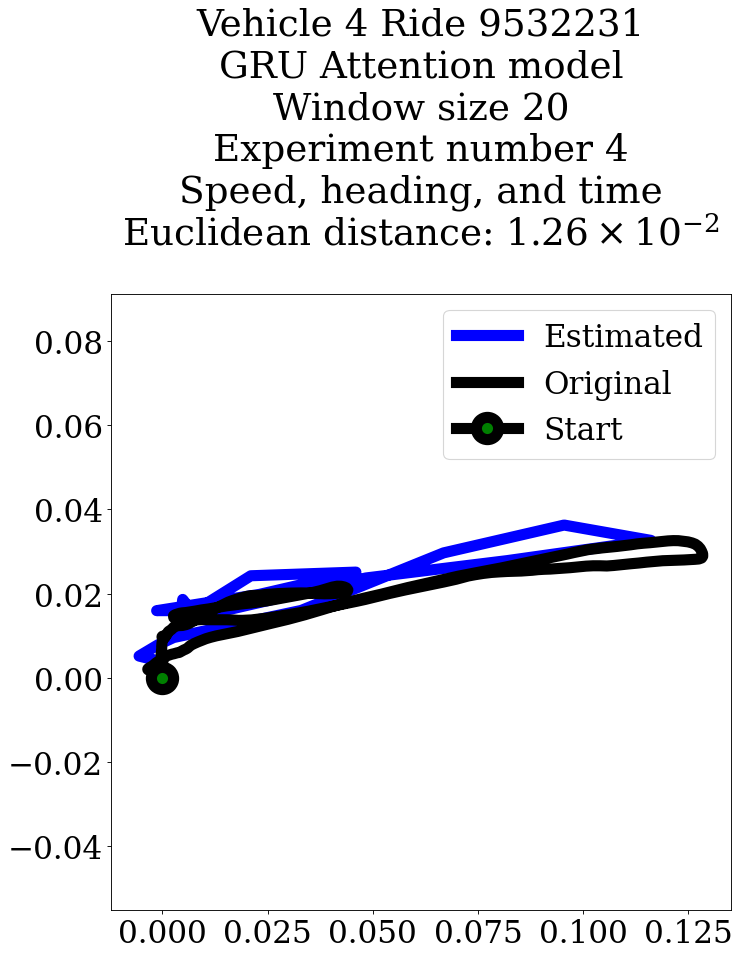 Vehicle 4 Ride 9532231
GRU Attention model
Window size 20
Experiment number 4
Speed, heading, and time
Euclidean distance: 1.26 × 10⁻²
Estimated
Original
Start
0.08
0.06
0.04
0.02
0.00
−0.02
−0.04
0.000 0.025 0.050 0.075 0.100 0.125